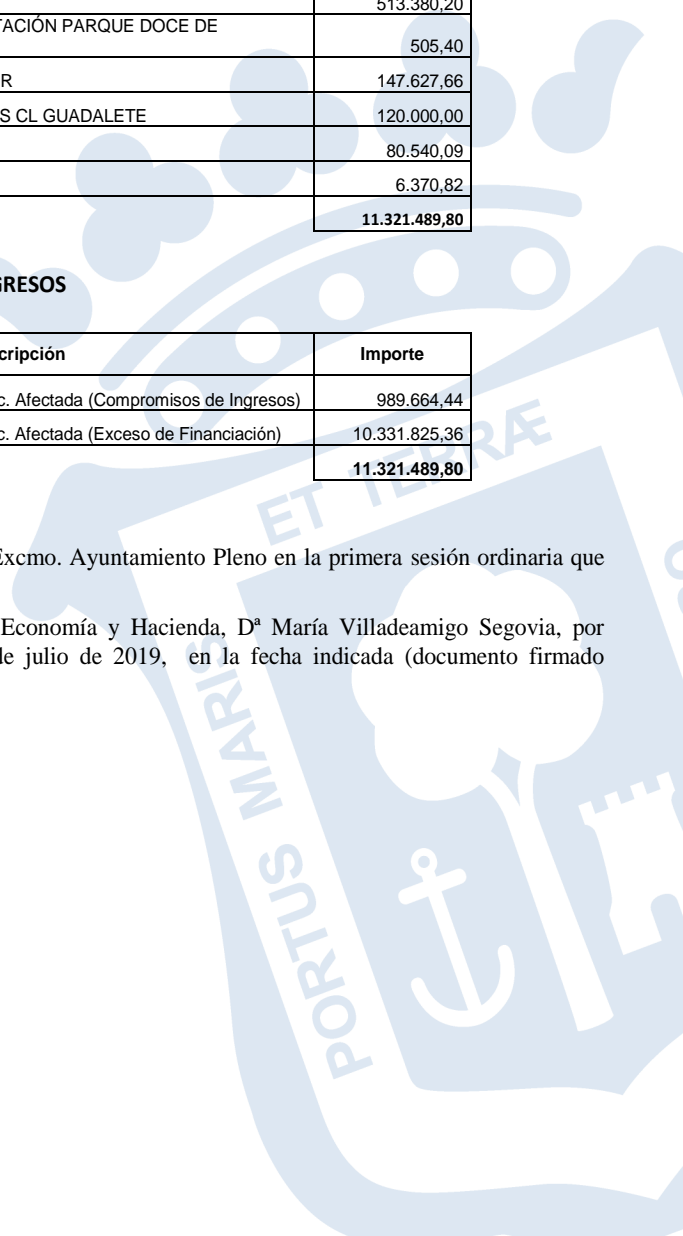 513.380,20
TACIÓN PARQUE DOCE DE
505,40
R 147.627,66
S CL GUADALETE 120.000,00
80.540,09
6.370,82
11.321.489,80
GRESOS
cripción Importe
c. Afectada (Compromisos de Ingresos) 989.664,44
c. Afectada (Exceso de Financiación) 10.331.825,36
11.321.489,80
Excmo. Ayuntamiento Pleno en la primera sesión ordinaria que
Economía y Hacienda, Dª María Villadeamigo Segovia, por
de julio de 2019, en la fecha indicada (documento firmado
PORTUS MARIS ET TERRÆ